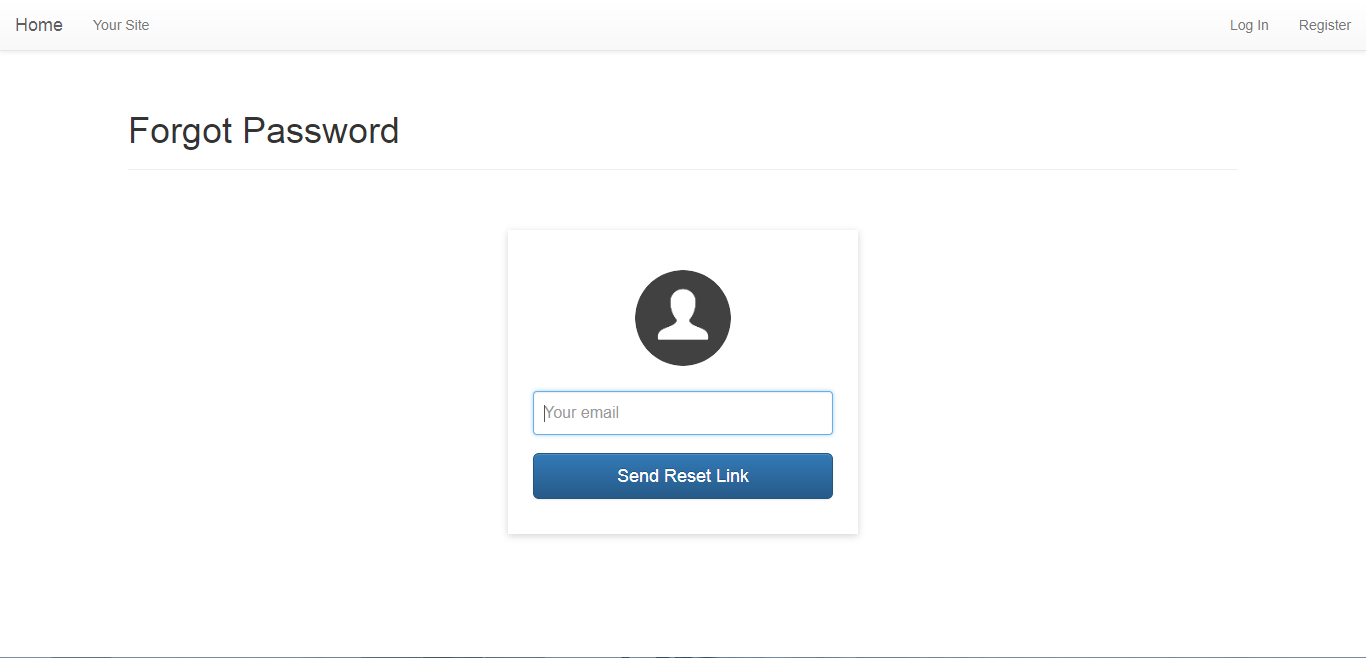 Home Your Site Log In Register
Forgot Password
Your email
Send Reset Link